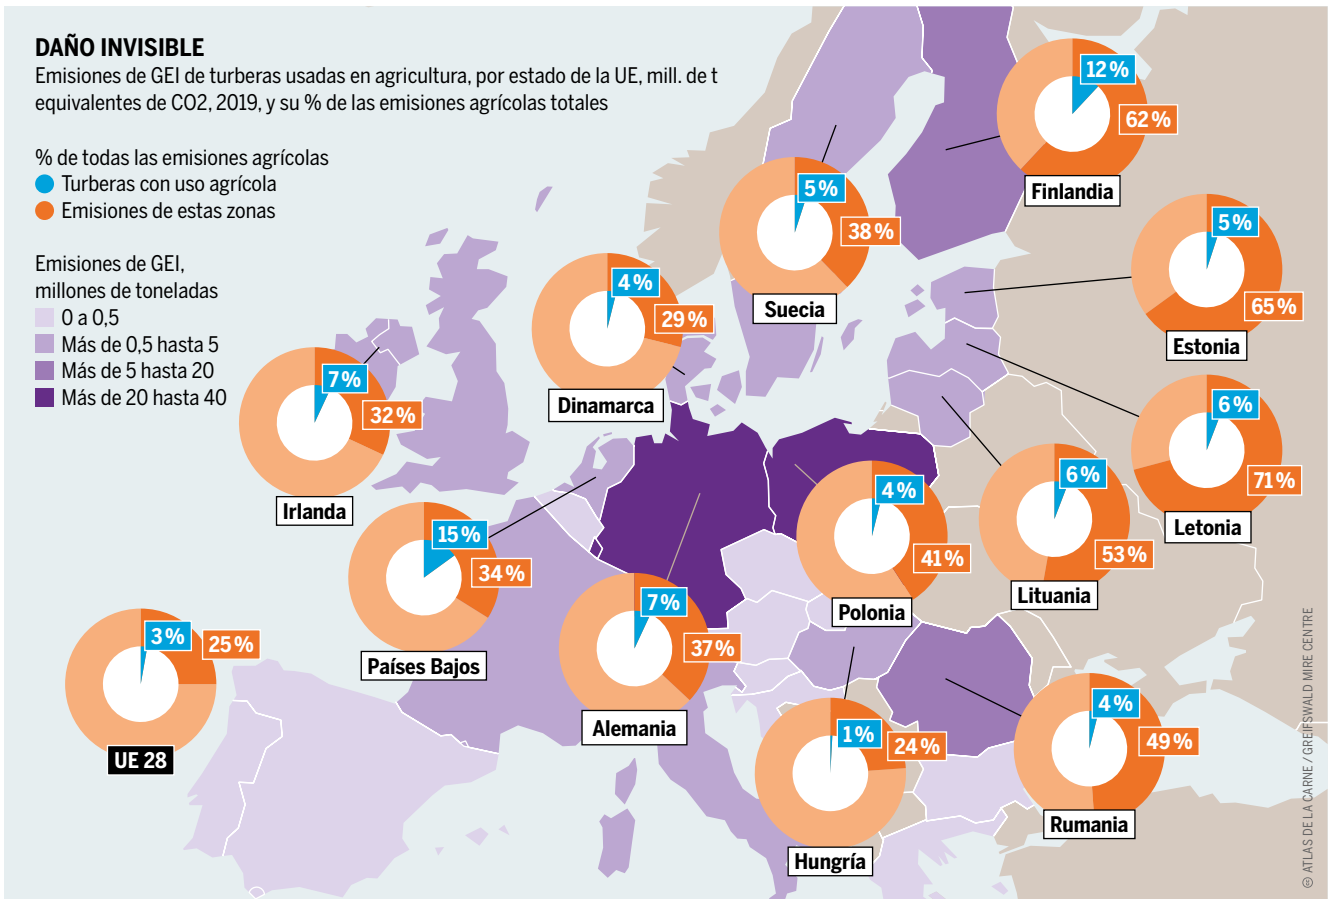 DAÑO INVISIBLE
Emisiones de GEI de turberas usadas en agricultura, por estado de la UE, mill. de t
equivalentes de CO2, 2019, y su % de las emisiones agrícolas totales
% de todas las emisiones agrícolas
Turberas con uso agrícola
Emisiones de estas zonas
Emisiones de GEI,
millones de toneladas
0 a 0,5
Más de 0,5 hasta 5
Más de 5 hasta 20
Más de 20 hasta 40
12 %
62 %
Finlandia
5 %
38 %
Suecia
5 %
65 %
Estonia
4 %
29 %
Dinamarca
7 %
32 %
Irlanda
6 %
71 %
Letonia
6 %
53 %
Lituania
4 %
41 %
Polonia
15 %
34 %
Países Bajos
7 %
37 %
Alemania
3 %
25 %
UE 28
1 %
24 %
Hungría
4 %
49 %
Rumania
© ATLAS DE LA CARNE / GREIFSWALD MIRE CENTRE